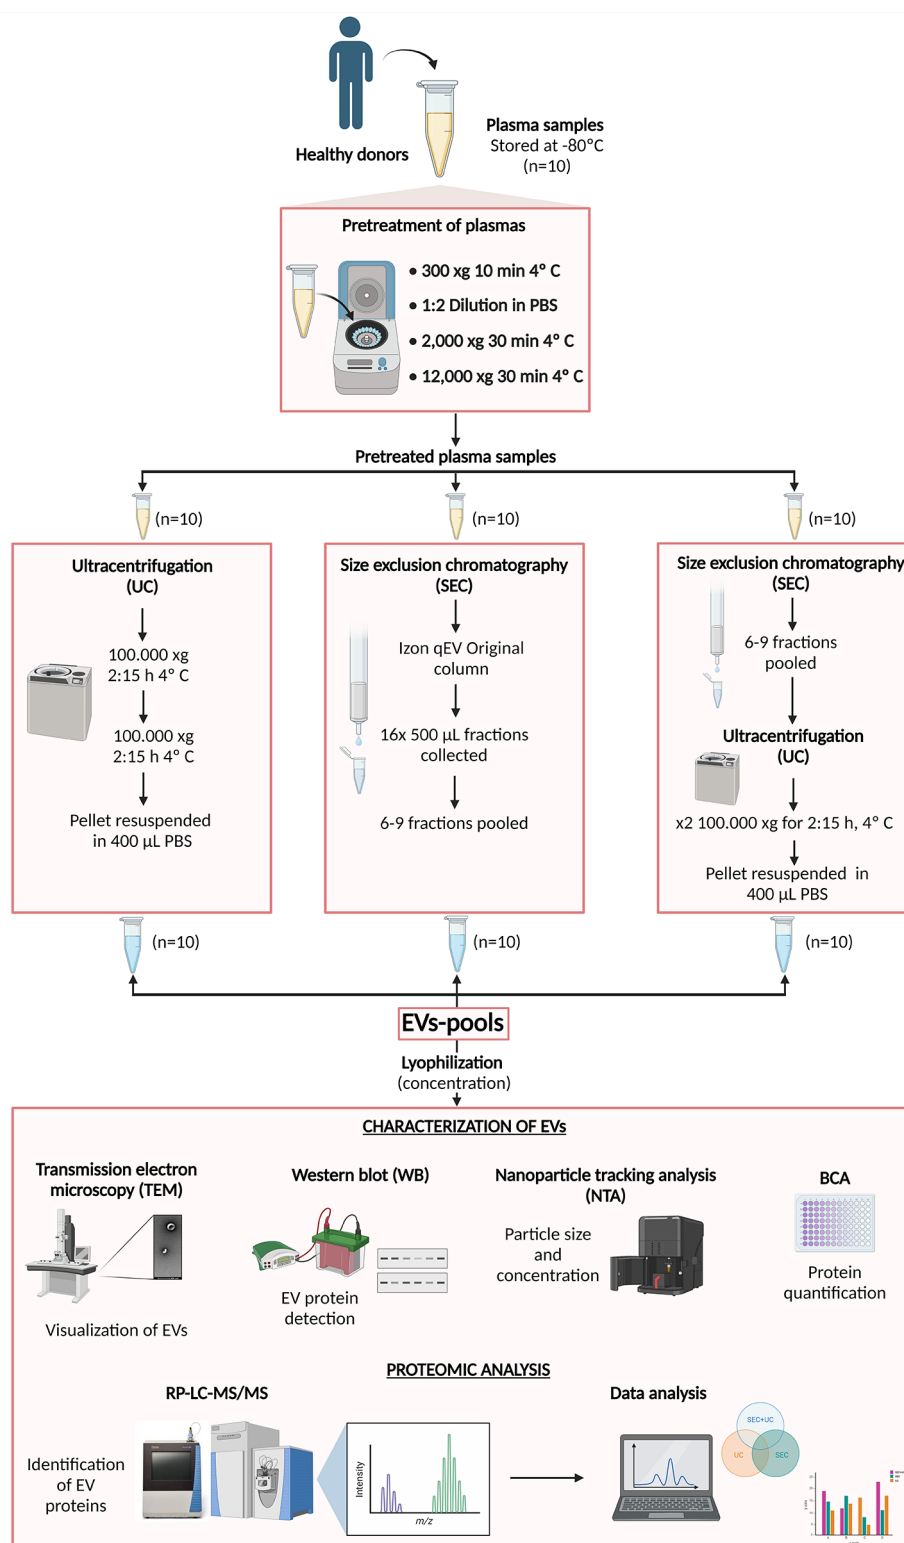 Healthy donors
Plasma samples
Stored at -80°C
(n=10)
Pretreatment of plasmas
• 300 xg 10 min 4° C
• 1:2 Dilution in PBS
• 2,000 xg 30 min 4° C
• 12,000 xg 30 min 4° C
Pretreated plasma samples
(n=10)
(n=10)
(n=10)
Ultracentrifugation
(UC)
100.000 xg
2:15 h 4° C
100.000 xg
2:15 h 4° C
Pellet resuspended
in 400 µL PBS
Size exclusion chromatography
(SEC)
Izon qEV Original
column
16x 500 µL fractions
collected
6-9 fractions pooled
Size exclusion chromatography
(SEC)
6-9 fractions
pooled
Ultracentrifugation
(UC)
x2 100.000 xg for 2:15 h, 4° C
Pellet resuspended in
400 µL PBS
(n=10)
(n=10)
(n=10)
EVs-pools
Lyophilization
(concentration)
CHARACTERIZATION OF EVs
Transmission electron
microscopy (TEM)
Visualization of EVs
Western blot (WB)
EV protein
detection
Nanoparticle tracking analysis
(NTA)
Particle size
and
concentration
BCA
Protein
quantification
PROTEOMIC ANALYSIS
RP-LC-MS/MS
Identification
of EV
proteins
Intensity
m/z
Data analysis
SEC+UC
UC
SEC